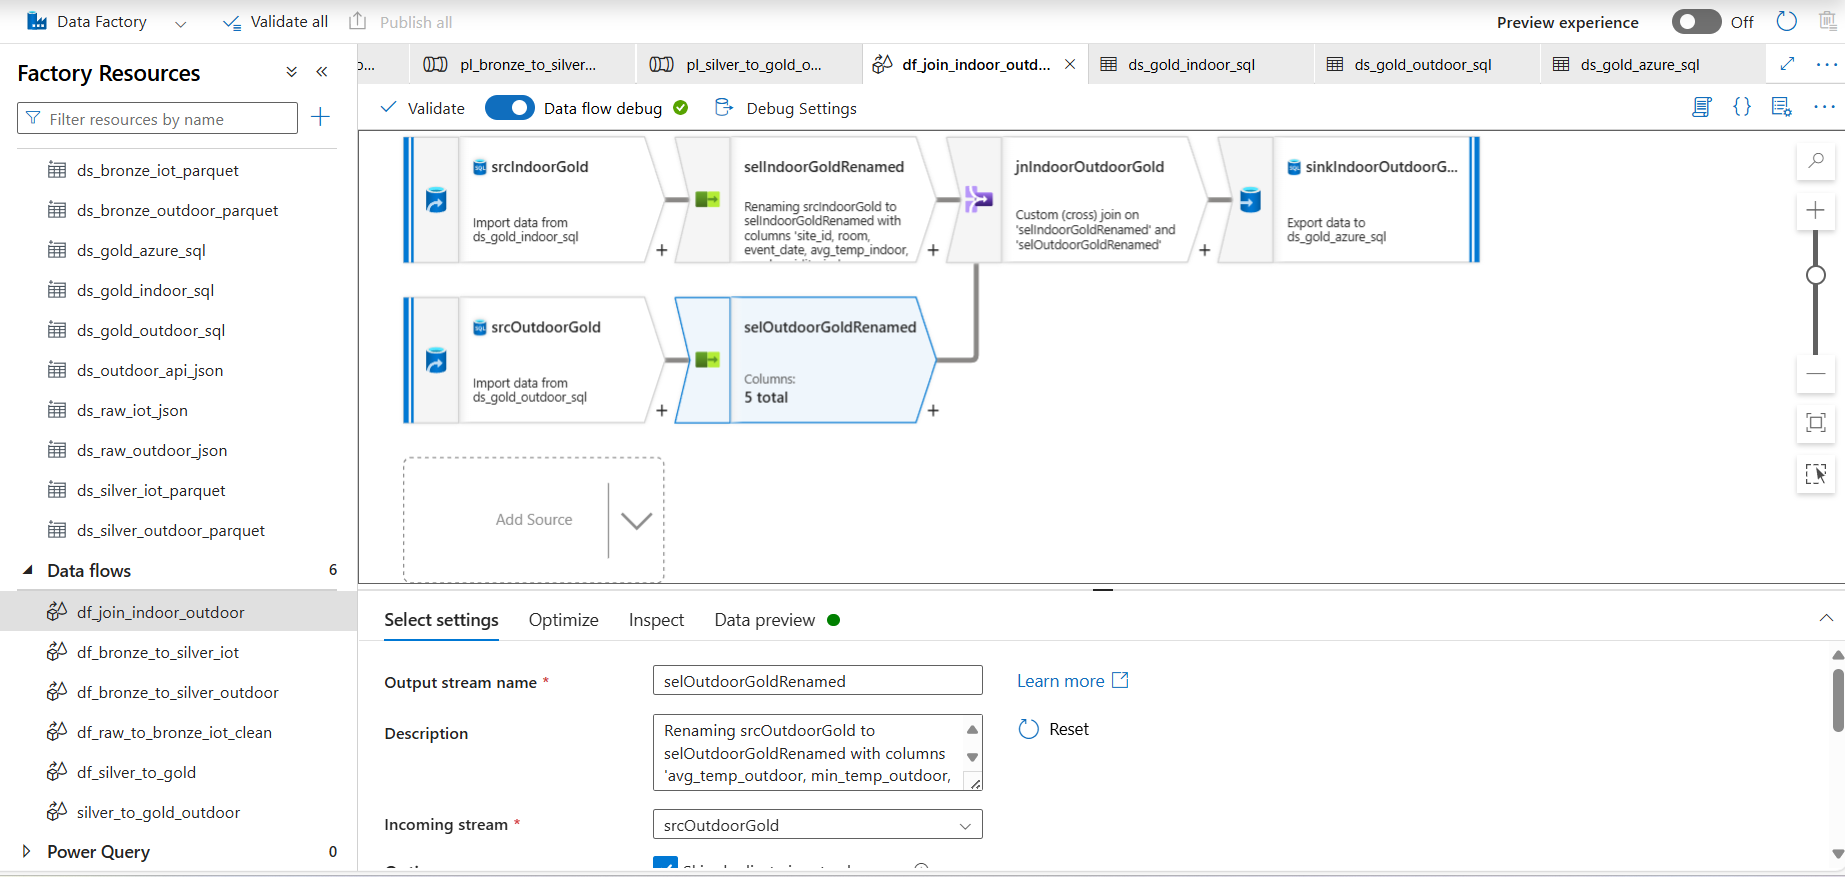 Data Factory
Validate all
Publish all
Preview experience
Off
Factory Resources
Filter resources by name
ds_bronze_iot_parquet
ds_bronze_outdoor_parquet
ds_gold_azure_sql
ds_gold_indoor_sql
ds_gold_outdoor_sql
ds_outdoor_api_json
ds_raw_iot_json
ds_raw_outdoor_json
ds_silver_iot_parquet
ds_silver_outdoor_parquet
Data flows 6
df_join_indoor_outdoor
df_bronze_to_silver_iot
df_bronze_to_silver_outdoor
df_raw_to_bronze_iot_clean
df_silver_to_gold
silver_to_gold_outdoor
Power Query 0
o...
pl_bronze_to_silver...
pl_silver_to_gold_o...
df_join_indoor_outd...
ds_gold_indoor_sql
ds_gold_outdoor_sql
ds_gold_azure_sql
Validate
Data flow debug
Debug Settings
srcIndoorGold
Import data from
ds_gold_indoor_sql
selIndoorGoldRenamed
Renaming srcIndoorGold to
selIndoorGoldRenamed with
columns 'site_id, room,
event_date, avg_temp_indoor,
jnIndoorOutdoorGold
Custom (cross) join on
'selIndoorGoldRenamed' and
'selOutdoorGoldRenamed'
sinkIndoorOutdoorG...
Export data to
ds_gold_azure_sql
srcOutdoorGold
Import data from
ds_gold_outdoor_sql
selOutdoorGoldRenamed
Columns:
5 total
Add Source
Select settings
Optimize
Inspect
Data preview
Output stream name *
selOutdoorGoldRenamed
Learn more
Description
Renaming srcOutdoorGold to
selOutdoorGoldRenamed with columns
'avg_temp_outdoor, min_temp_outdoor,
Reset
Incoming stream *
srcOutdoorGold